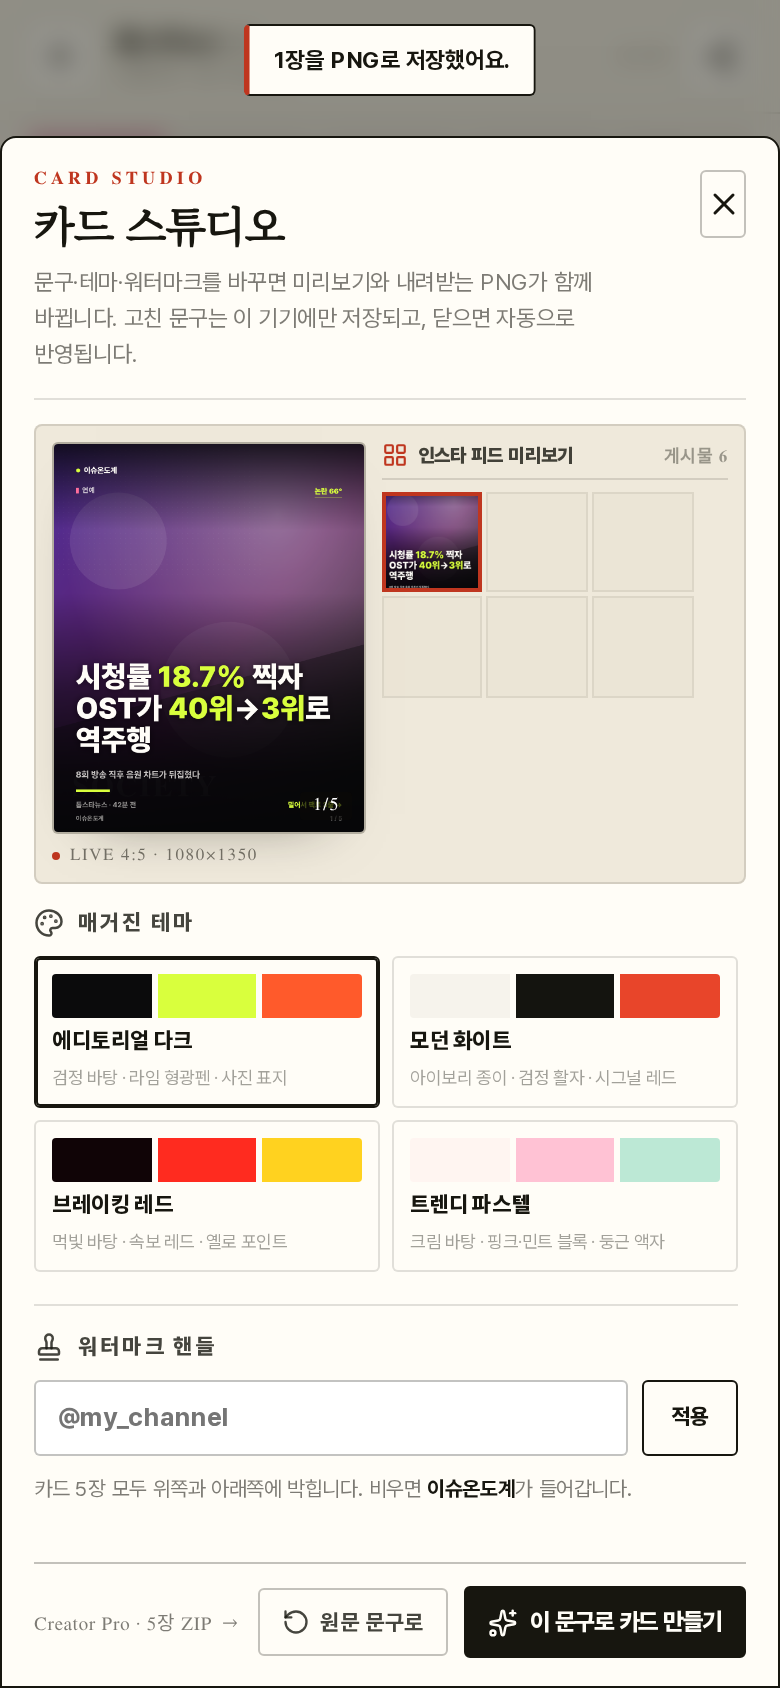 1장을 PNG로 저장했어요.
CARD STUDIO
카드 스튜디오
문구·테마·워터마크를 바꾸면 미리보기와 내려받는 PNG가 함께
바뀝니다. 고친 문구는 이 기기에만 저장되고, 닫으면 자동으로
반영됩니다.
이슈온도계
연예
논란 66°
시청률 18.7% 찍자
OST가 40위→3위로
역주행
8회 방송 직후 음원 차트가 뒤집혔다
톱스타뉴스 · 42분 전
밀어서
1/5
이슈온도계
1/5
LIVE 4:5 · 1080×1350
인스타 피드 미리보기
게시물 6
시청률 18.7% 찍자
OST가 40위→3위로
역주행
매거진 테마
에디토리얼 다크
검정 바탕 · 라임 형광펜 · 사진 표지
모던 화이트
아이보리 종이 · 검정 활자 · 시그널 레드
브레이킹 레드
먹빛 바탕 · 속보 레드 · 옐로 포인트
트렌디 파스텔
크림 바탕 · 핑크·민트 블록 · 둥근 액자
워터마크 핸들
@my_channel
적용
카드 5장 모두 위쪽과 아래쪽에 박힙니다. 비우면 이슈온도계가 들어갑니다.
Creator Pro · 5장 ZIP →
원문 문구로
이 문구로 카드 만들기